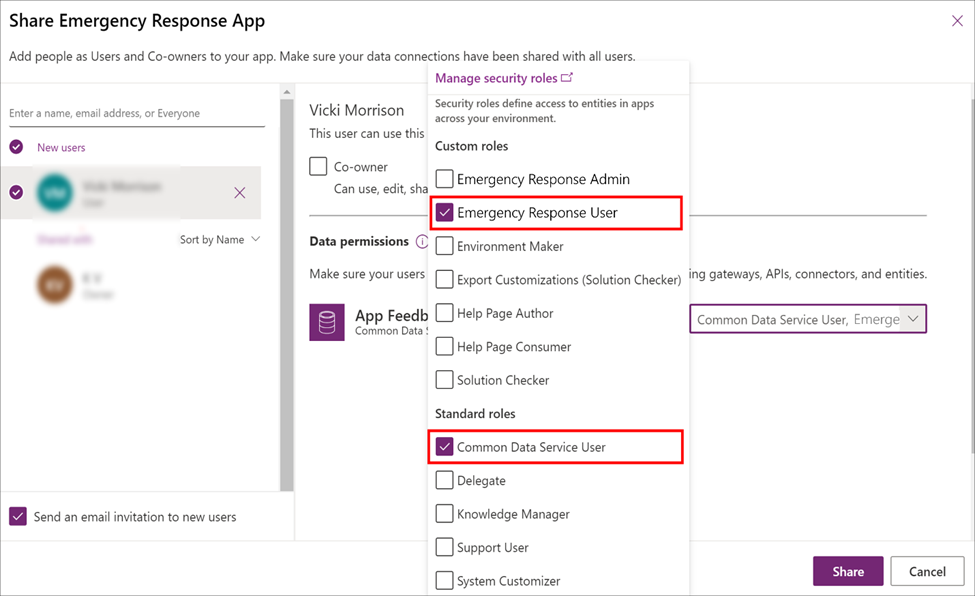 Share Emergency Response App
Add people as Users and Co-owners to your app. Make sure your data connections have been shared with all users.
Enter a name, email address, or Everyone
New users
Shared with
Sort by Name
Vicki Morrison
This user can use this
Co-owner
Can use, edit, sha
Data permissions
Make sure your users
ing gateways, APIs, connectors, and entities.
App Feedb
Common Data S
Common Data Service User, Emerge
Manage security roles
Security roles define access to entities in apps
across your environment.
Custom roles
Emergency Response Admin
Emergency Response User
Environment Maker
Export Customizations (Solution Checker)
Help Page Author
Help Page Consumer
Solution Checker
Standard roles
Common Data Service User
Delegate
Knowledge Manager
Support User
System Customizer
Send an email invitation to new users
Share
Cancel